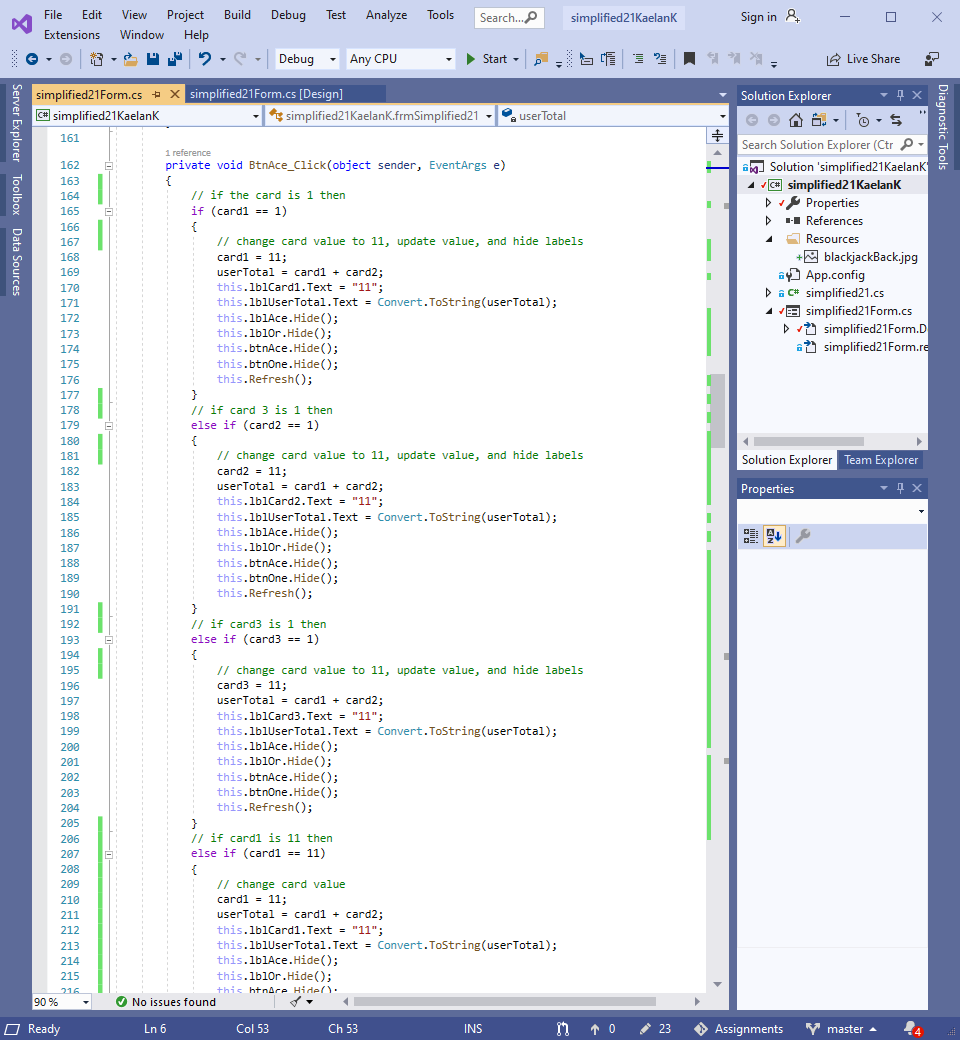 File Edit View Project Build Debug Test Analyze Tools Search... simplified21KaelanK Sign in
Extensions Window Help
Debug Any CPU Start Live Share
simplified21Form.cs simplified21Form.cs [Design]
simplified21KaelanK simplified21KaelanK.frmSimplified21 userTotal
Server Explorer
Toolbox
Data Sources
161
1 reference
162 private void BtnAce_Click(object sender, EventArgs e)
163 {
164 // if the card is 1 then
165 if (card1 == 1)
166 {
167 // change card value to 11, update value, and hide labels
168 card1 = 11;
169 userTotal = card1 + card2;
170 this.lblCard1.Text = "11";
171 this.lblUserTotal.Text = Convert.ToString(userTotal);
172 this.lblAce.Hide();
173 this.lblOr.Hide();
174 this.btnAce.Hide();
175 this.btnOne.Hide();
176 this.Refresh();
177 }
178 // if card 3 is 1 then
179 else if (card2 == 1)
180 {
181 // change card value to 11, update value, and hide labels
182 card2 = 11;
183 userTotal = card1 + card2;
184 this.lblCard2.Text = "11";
185 this.lblUserTotal.Text = Convert.ToString(userTotal);
186 this.lblAce.Hide();
187 this.lblOr.Hide();
188 this.btnAce.Hide();
189 this.btnOne.Hide();
190 this.Refresh();
191 }
192 // if card3 is 1 then
193 else if (card3 == 1)
194 {
195 // change card value to 11, update value, and hide labels
196 card3 = 11;
197 userTotal = card1 + card2;
198 this.lblCard3.Text = "11";
199 this.lblUserTotal.Text = Convert.ToString(userTotal);
200 this.lblAce.Hide();
201 this.lblOr.Hide();
202 this.btnAce.Hide();
203 this.btnOne.Hide();
204 this.Refresh();
205 }
206 // if card1 is 11 then
207 else if (card1 == 11)
208 {
209 // change card value
210 card1 = 11;
211 userTotal = card1 + card2;
212 this.lblCard1.Text = "11";
213 this.lblUserTotal.Text = Convert.ToString(userTotal);
214 this.lblAce.Hide();
215 this.lblOr.Hide();
216 this.btnAce.Hide();
90 % No issues found
Solution Explorer
Search Solution Explorer (Ctr
Solution 'simplified21KaelanK'
simplified21KaelanK
Properties
References
Resources
blackjackBack.jpg
App.config
simplified21.cs
simplified21Form.cs
simplified21Form.D
simplified21Form.re
Solution Explorer Team Explorer
Properties
Diagnostic Tools
Ready Ln 6 Col 53 Ch 53 INS 0 23 Assignments master 4